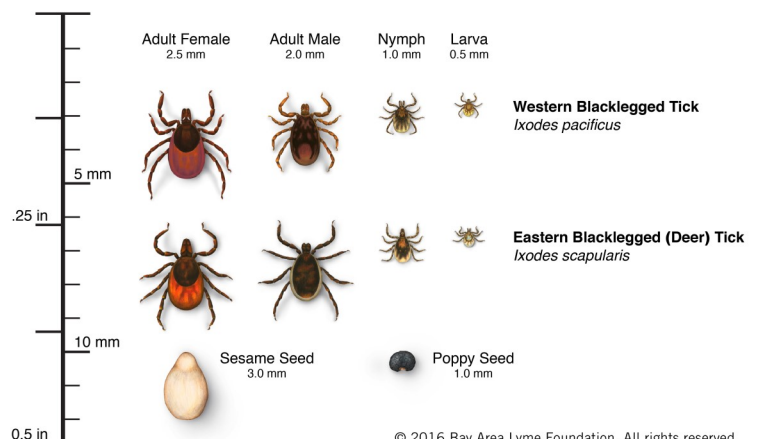 Adult Female
2.5 mm
Adult Male
2.0 mm
Nymph
1.0 mm
Larva
0.5 mm
Western Blacklegged Tick
Ixodes pacificus
5 mm
.25 in
Eastern Blacklegged (Deer) Tick
Ixodes scapularis
10 mm
Sesame Seed
3.0 mm
Poppy Seed
1.0 mm
0.5 in
© 2016 Bay Area Lyme Foundation. All rights reserved